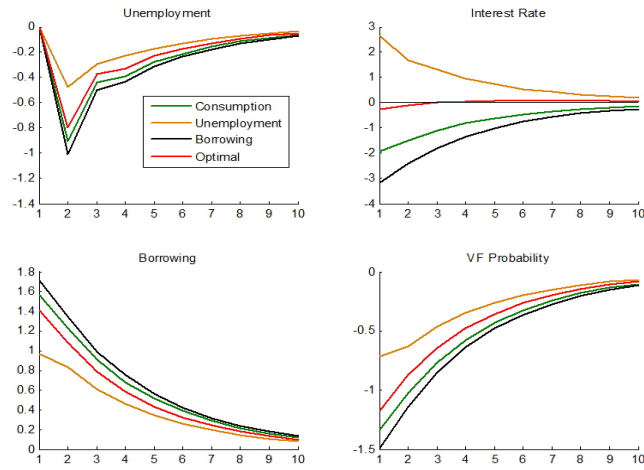 Unemployment
0
-0.2
-0.4
-0.6
-0.8
-1
-1.2
-1.4
1 2 3 4 5 6 7 8 9 10
Consumption
Unemployment
Borrowing
Optimal
Interest Rate
3
2
1
0
-1
-2
-3
-4
1 2 3 4 5 6 7 8 9 10
Borrowing
1.8
1.6
1.4
1.2
1
0.8
0.6
0.4
0.2
0
1 2 3 4 5 6 7 8 9 10
VF Probability
0
-0.5
-1
-1.5
1 2 3 4 5 6 7 8 9 10